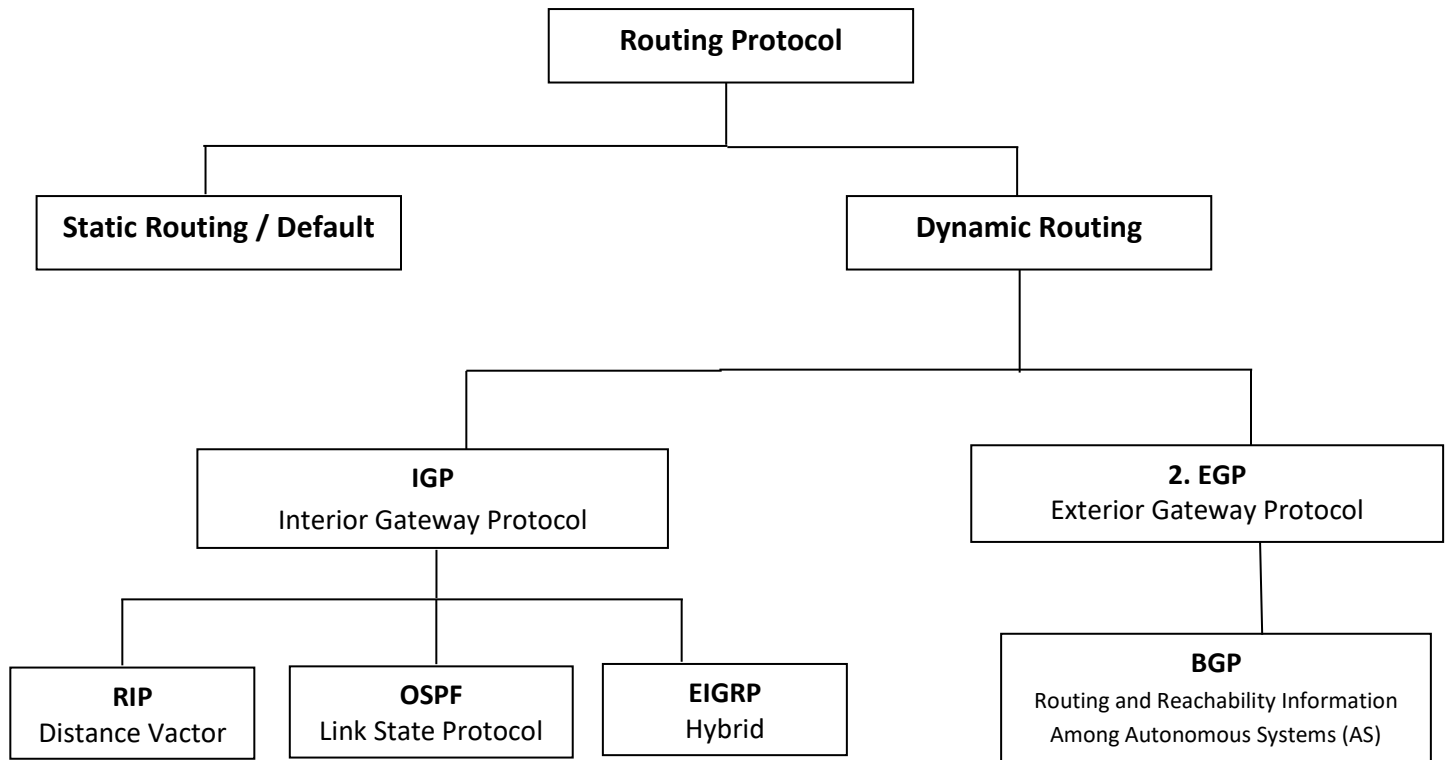 Routing Protocol
Static Routing / Default
Dynamic Routing
IGP
Interior Gateway Protocol
2. EGP
Exterior Gateway Protocol
RIP
Distance Vactor
OSPF
Link State Protocol
EIGRP
Hybrid
BGP
Routing and Reachability Information
Among Autonomous Systems (AS)